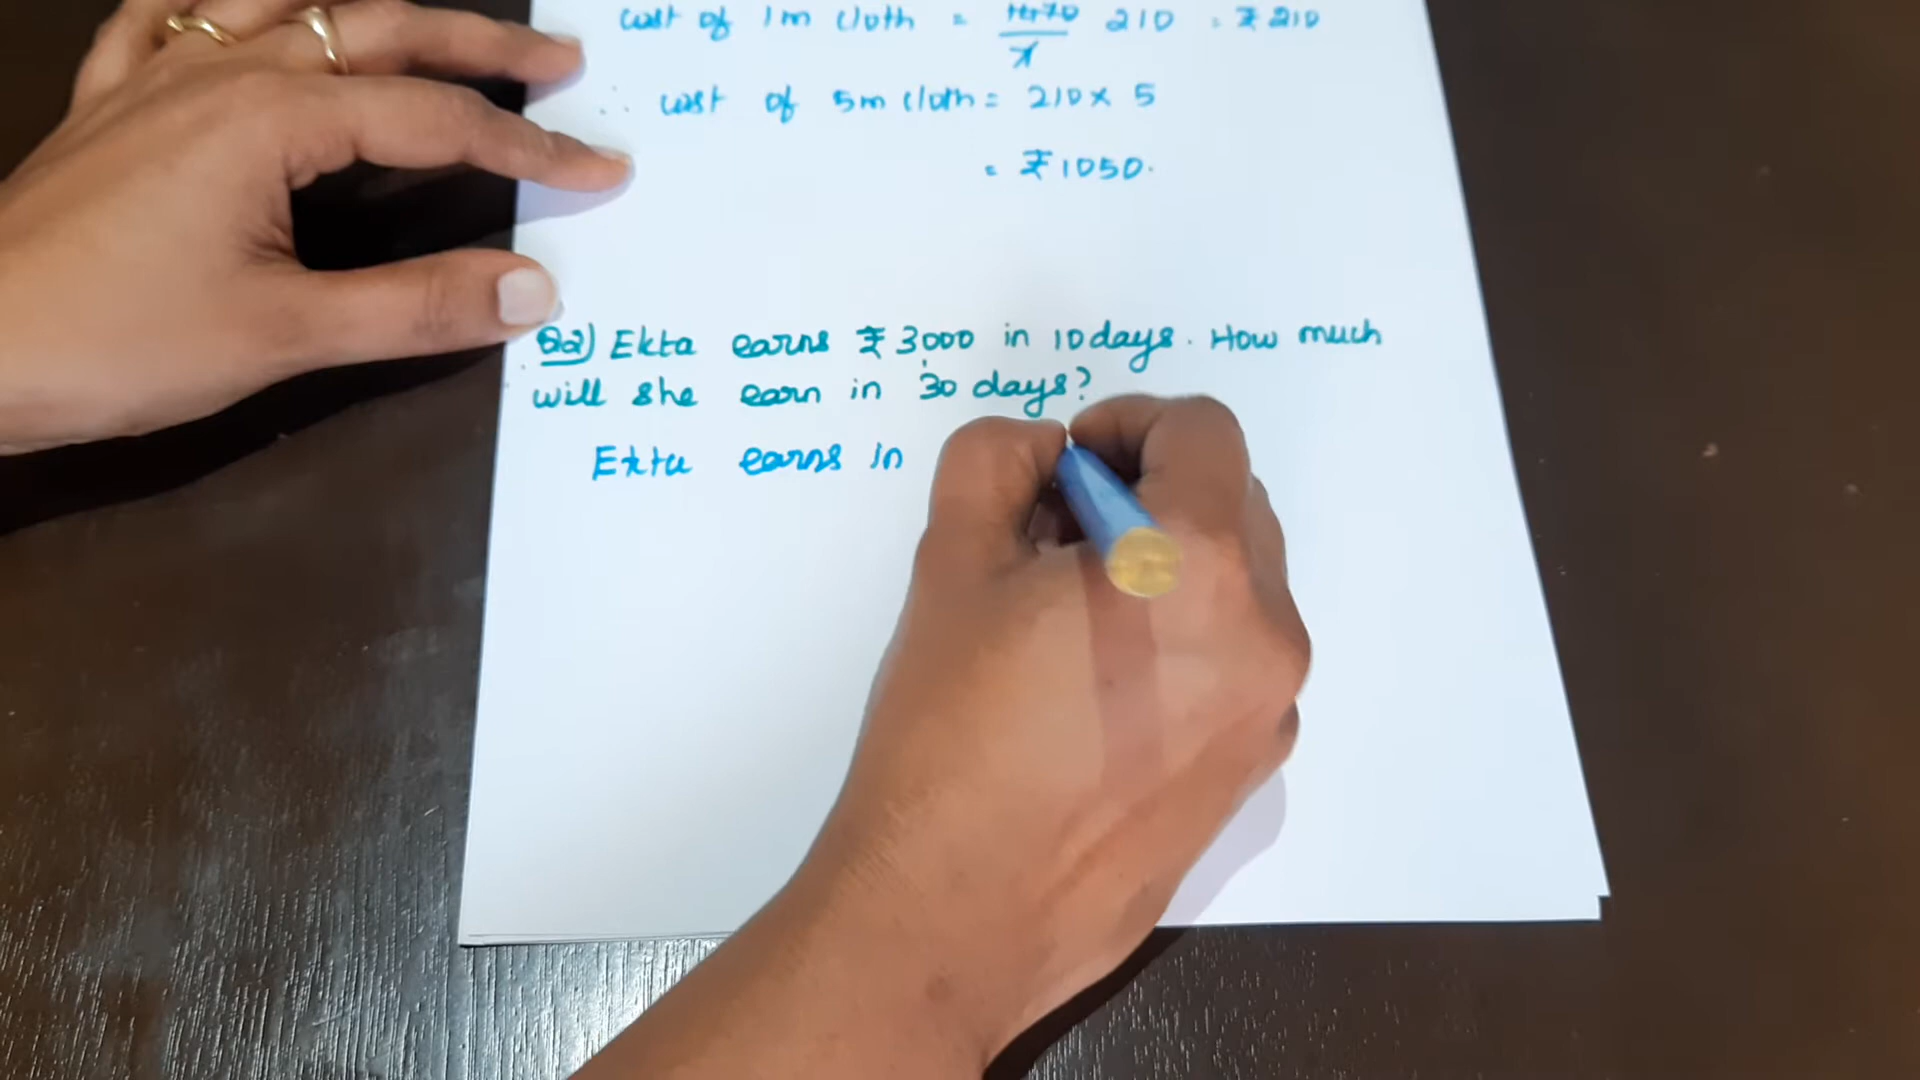 cost of 1m cloth = 1470 210 = ₹210
7
∴ cost of 5m cloth = 210 × 5
= ₹1050.
Q2) Ekta earns ₹3000 in 10 days. How much
will she earn in 30 days?
Ekta earns in